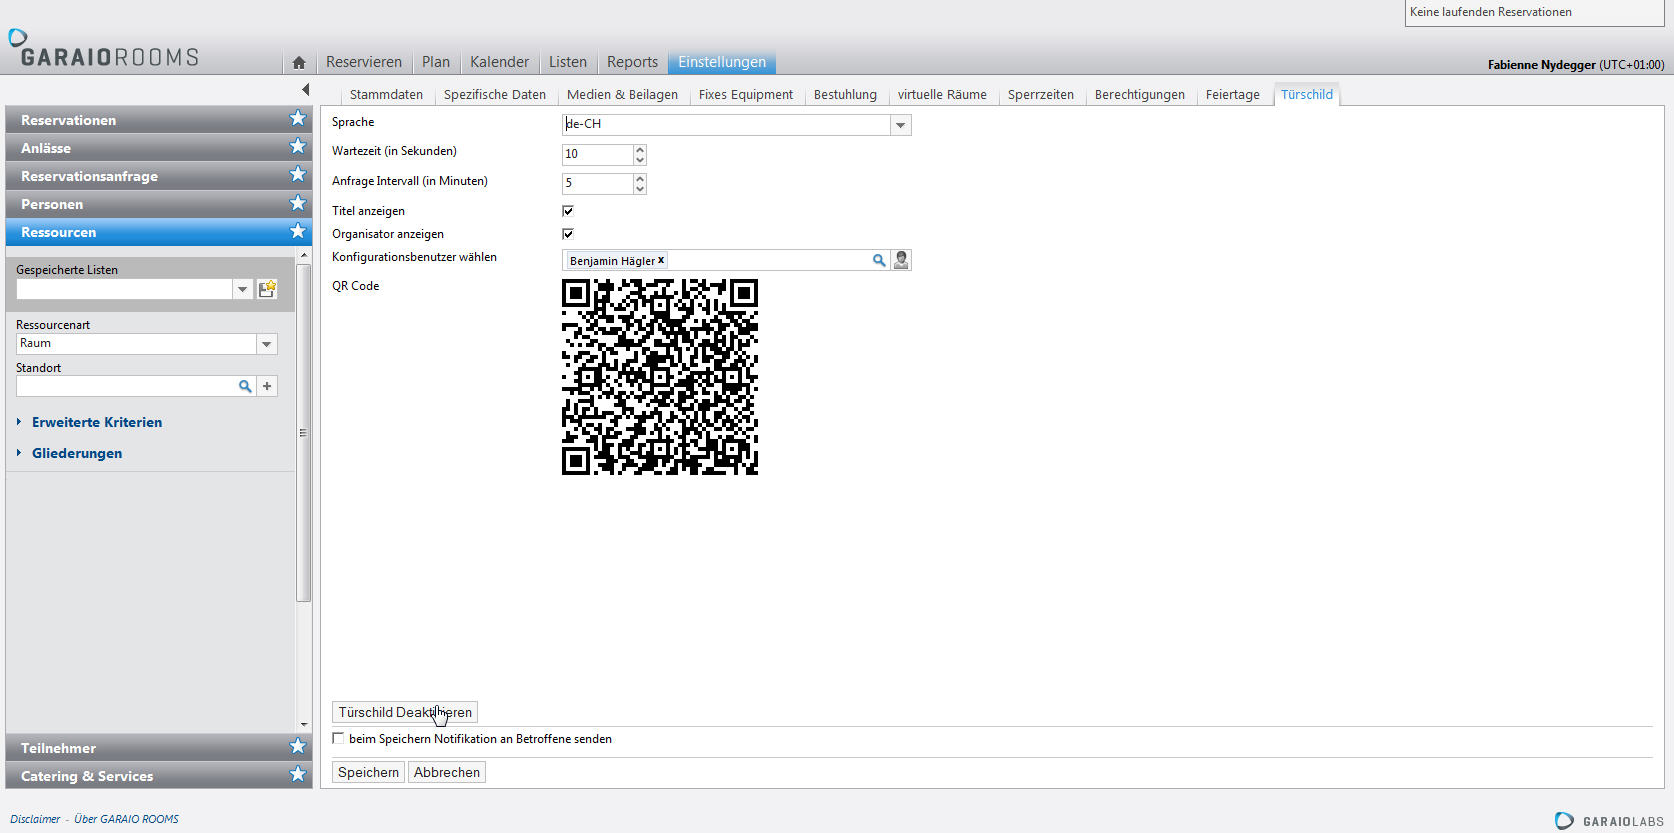 Keine laufenden Reservationen
GARAIOROOMS
Reservieren Plan Kalender Listen Reports Einstellungen
Fabienne Nydegger (UTC+01:00)
Stammdaten Spezifische Daten Medien & Beilagen Fixes Equipment Bestuhlung virtuelle Räume Sperrzeiten Berechtigungen Feiertage Türschild
Reservationen
Anlässe
Reservationsanfrage
Personen
Ressourcen
Gespeicherte Listen
Ressourcenart
Raum
Standort
Erweiterte Kriterien
Gliederungen
Teilnehmer
Catering & Services
Sprache de-CH
Wartezeit (in Sekunden) 10
Anfrage Intervall (in Minuten) 5
Titel anzeigen
Organisator anzeigen
Konfigurationsbenutzer wählen Benjamin Hägler x
QR Code
Türschild Deaktivieren
beim Speichern Notifikation an Betroffene senden
Speichern Abbrechen
Disclaimer - Über GARAIO ROOMS
GARAIOLABS